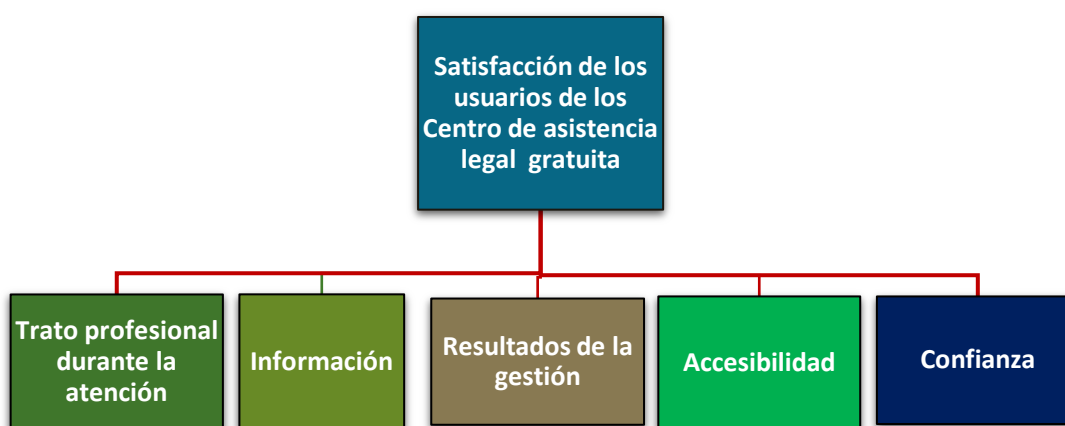 Satisfacción de los
usuarios de los
Centro de asistencia
legal gratuita
Trato profesional
durante la
atención
Información
Resultados de la
gestión
Accesibilidad
Confianza